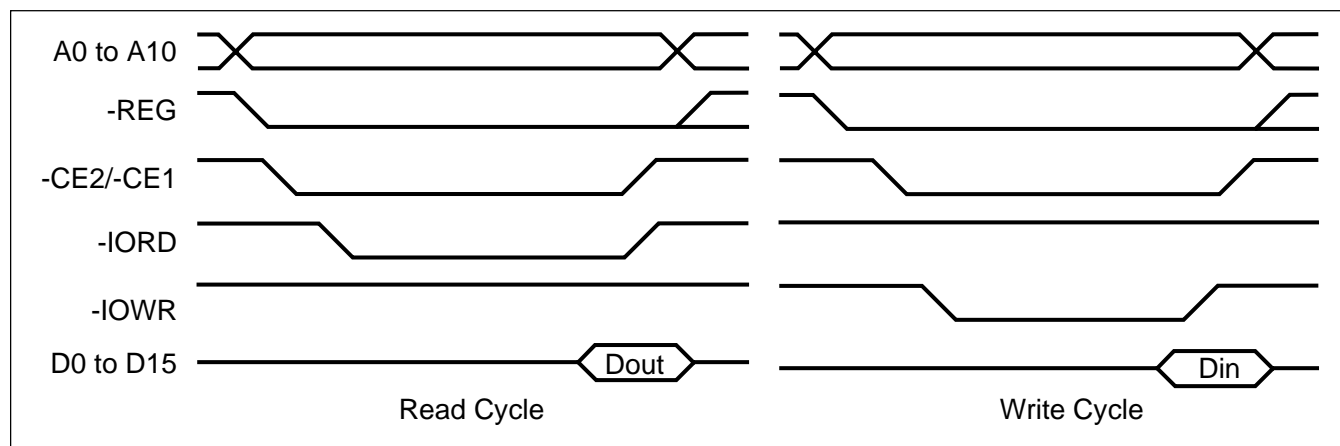 A0 to A10
-REG
-CE2/-CE1
-IORD
-IOWR
D0 to D15
Dout
Din
Read Cycle
Write Cycle